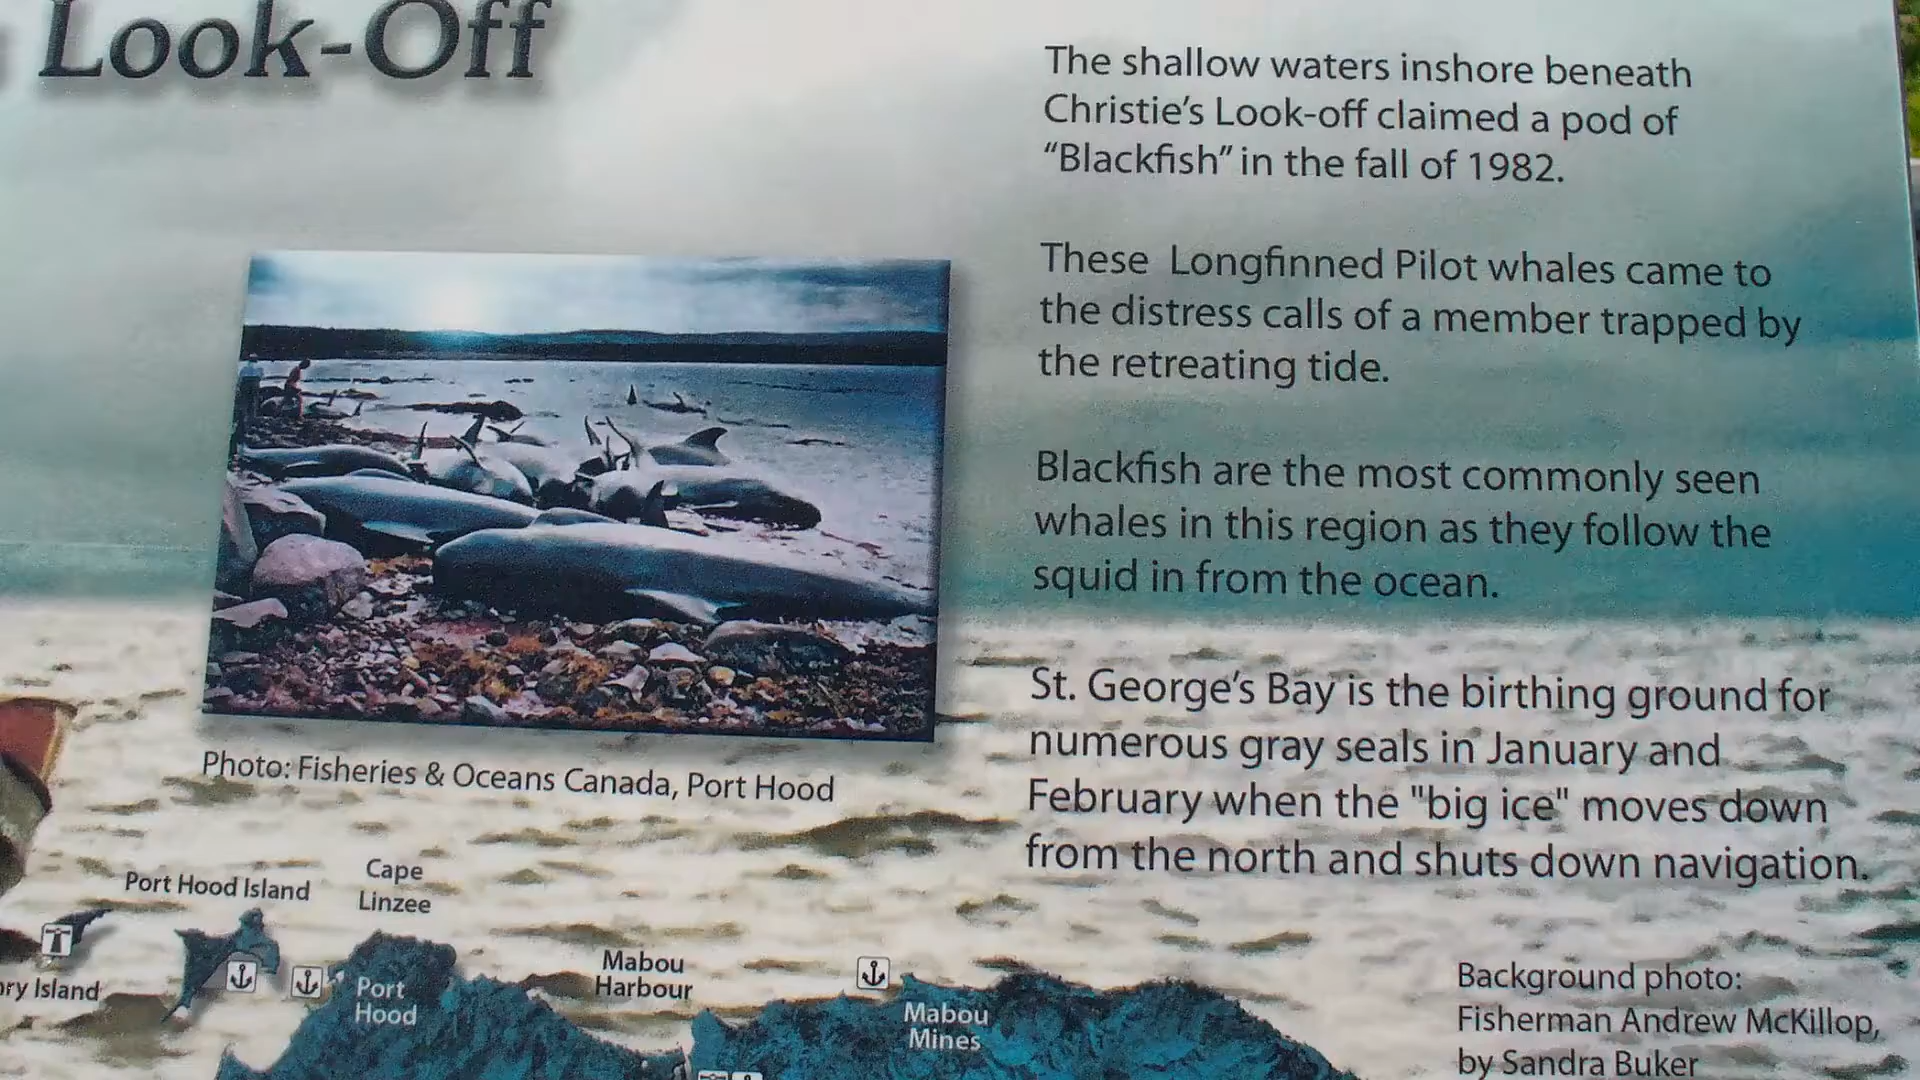 Look-Off
The shallow waters inshore beneath
Christie's Look-off claimed a pod of
“Blackfish” in the fall of 1982.
These Longfinned Pilot whales came to
the distress calls of a member trapped by
the retreating tide.
Blackfish are the most commonly seen
whales in this region as they follow the
squid in from the ocean.
St. George's Bay is the birthing ground for
numerous gray seals in January and
February when the "big ice" moves down
from the north and shuts down navigation.
Photo: Fisheries & Oceans Canada, Port Hood
Port Hood Island
Cape
Linzee
Island
Port
Hood
Mabou
Harbour
Mabou
Mines
Background photo:
Fisherman Andrew McKillop,
by Sandra Buker